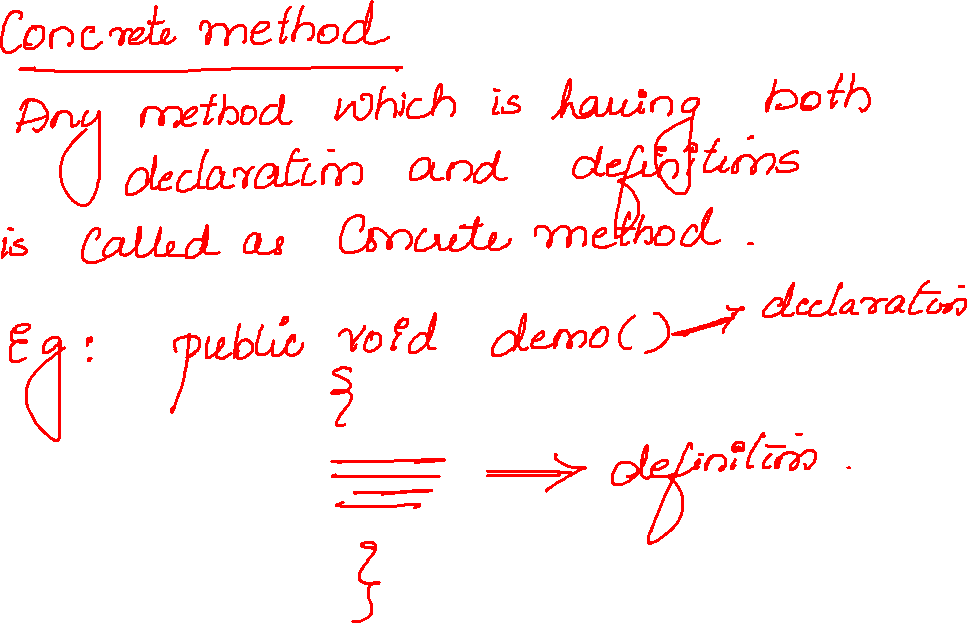 Concrete method
Any method which is having both
declaration and definitions
is called as Concrete method.
Eg: public void demo() → declaration
{
⇒ definition.
}